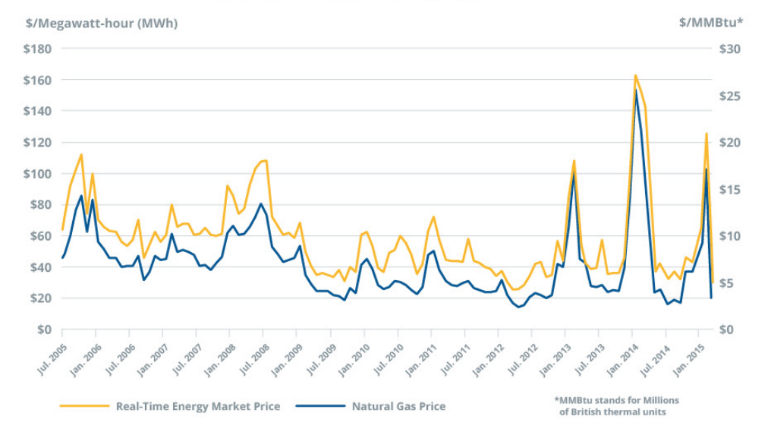 $/Megawatt-hour (MWh)
$/MMBtu*
$180
$160
$140
$120
$100
$80
$60
$40
$20
$0
$30
$25
$20
$15
$10
$5
$0
Jul. 2005
Jan. 2006
Jul. 2006
Jan. 2007
Jul. 2007
Jan. 2008
Jul. 2008
Jan. 2009
Jul. 2009
Jan. 2010
Jul. 2010
Jan. 2011
Jul. 2011
Jan. 2012
Jul. 2012
Jan. 2013
Jul. 2013
Jan. 2014
Jul. 2014
Jan. 2015
Real-Time Energy Market Price
Natural Gas Price
*MMBtu stands for Millions
of British thermal units